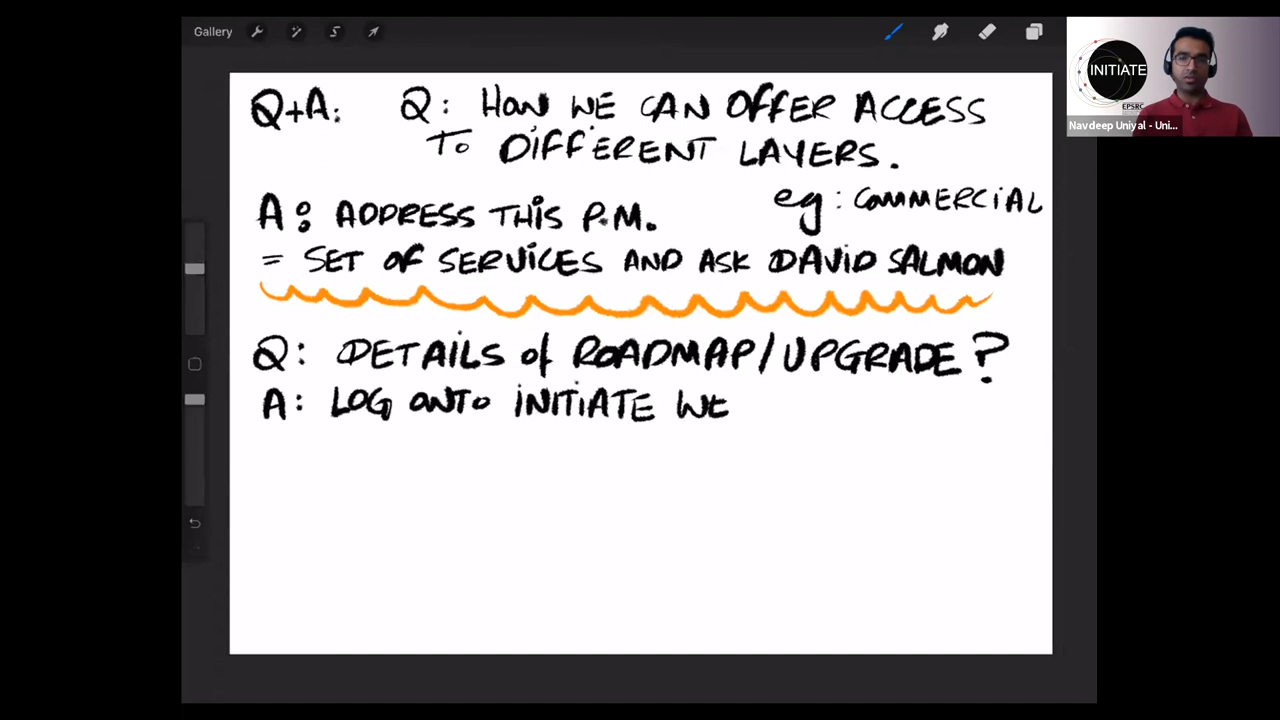 Gallery
Q+A: Q: HOW WE CAN OFFER ACCESS
TO DIFFERENT LAYERS.
eg: COMMERCIAL
A: ADDRESS THIS P.M.
= SET OF SERVICES AND ASK DAVID SALMON
Q: DETAILS OF ROADMAP/UPGRADE?
A: LOG ONTO INITIATE WE
INITIATE
EPSRC
Navdeep Uniyal - Uni...